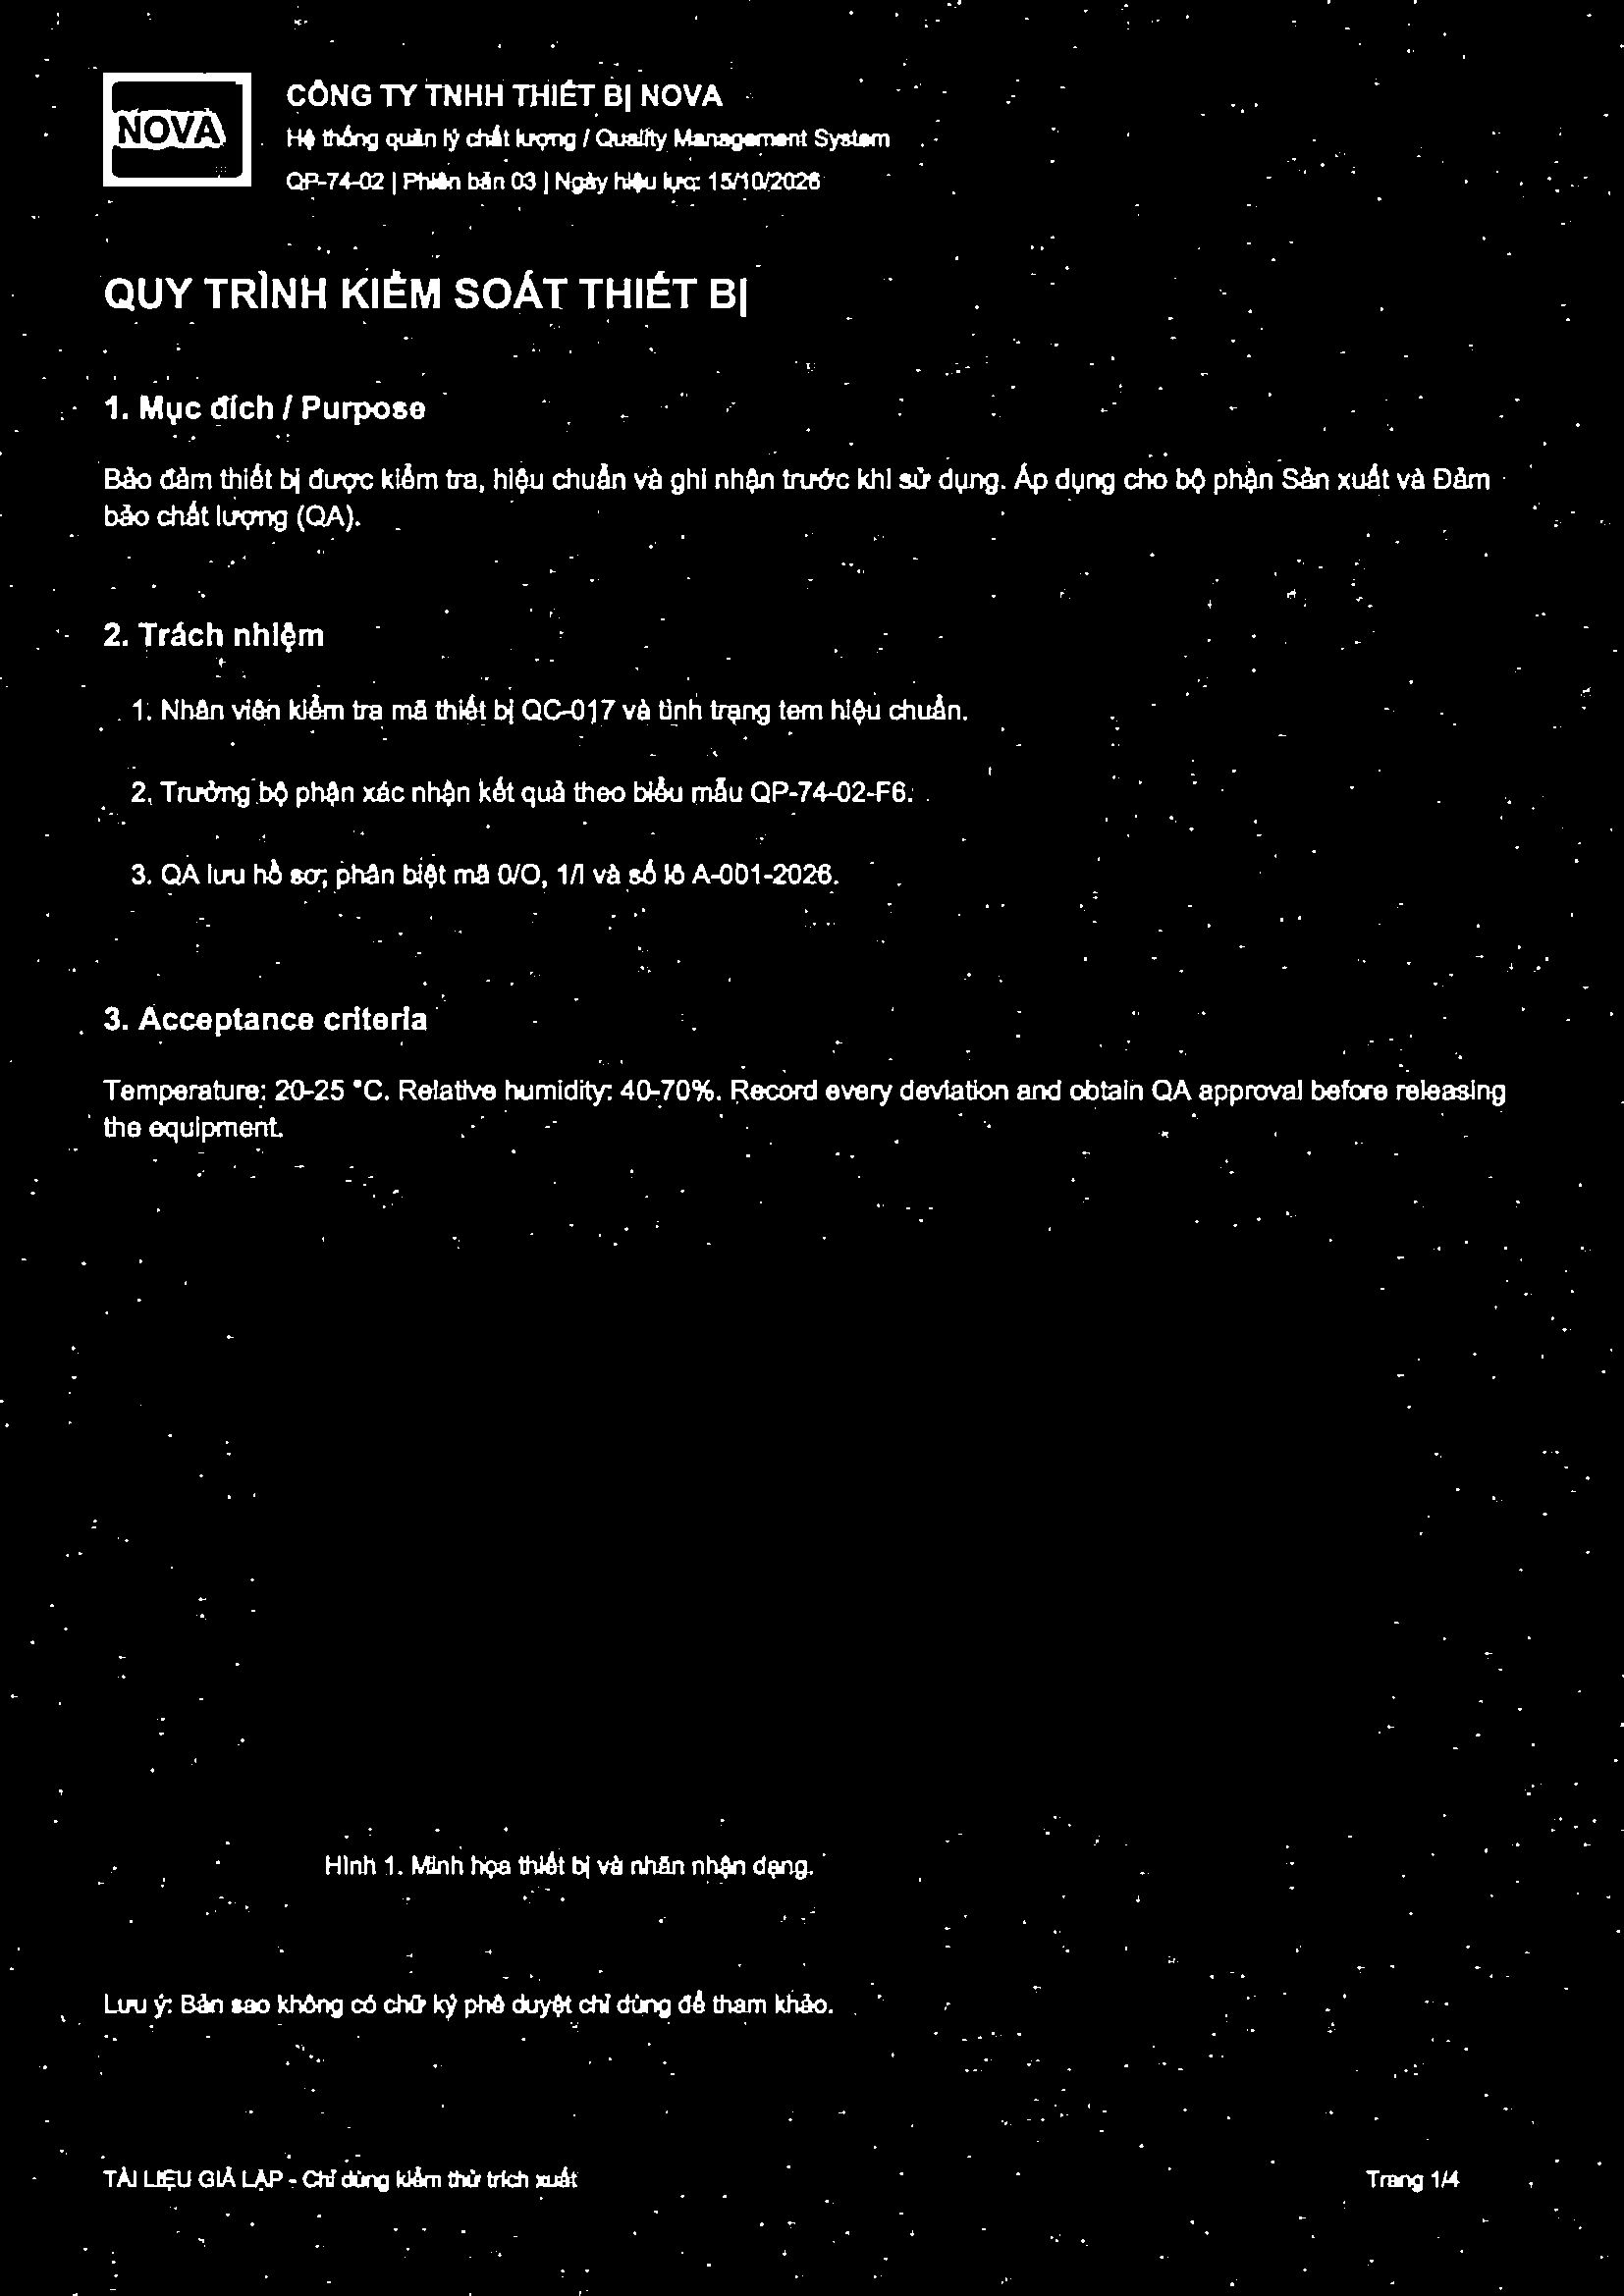 NOVA
CÔNG TY TNHH THIẾT BỊ NOVA
Hệ thống quản lý chất lượng / Quality Management System
QP-74-02 | Phiên bản 03 | Ngày hiệu lực: 15/10/2026
QUY TRÌNH KIỂM SOÁT THIẾT BỊ
1. Mục đích / Purpose
Bảo đảm thiết bị được kiểm tra, hiệu chuẩn và ghi nhận trước khi sử dụng. Áp dụng cho bộ phận Sản xuất và Đảm
bảo chất lượng (QA).
2. Trách nhiệm
1. Nhân viên kiểm tra mã thiết bị QC-017 và tình trạng tem hiệu chuẩn.
2. Trưởng bộ phận xác nhận kết quả theo biểu mẫu QP-74-02-F6.
3. QA lưu hồ sơ; phân biệt mã 0/O, 1/I và số lô A-001-2026.
3. Acceptance criteria
Temperature: 20-25 °C. Relative humidity: 40-70%. Record every deviation and obtain QA approval before releasing
the equipment.
Hình 1. Minh họa thiết bị và nhãn nhận dạng.
Lưu ý: Bản sao không có chữ ký phê duyệt chỉ dùng để tham khảo.
TÀI LIỆU GIẢ LẬP - Chỉ dùng kiểm thử trích xuất
Trang 1/4